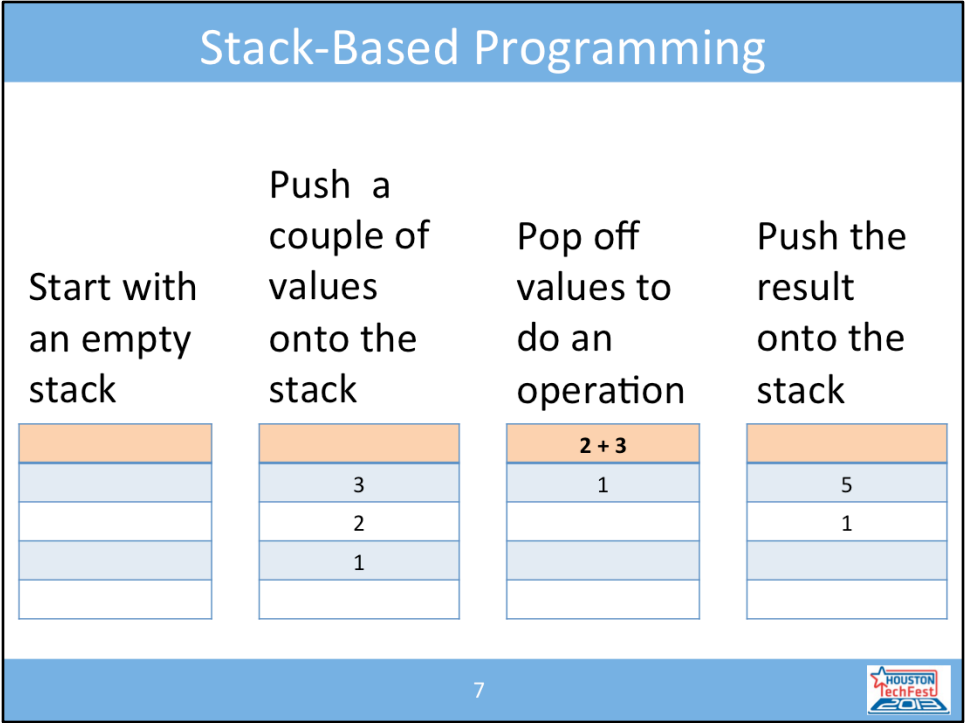 Stack-Based Programming
Start with
an empty
stack
Push a
couple of
values
onto the
stack
3
2
1
Pop off
values to
do an
operation
2 + 3
1
Push the
result
onto the
stack
5
1
7
HOUSTON
TechFest
2013